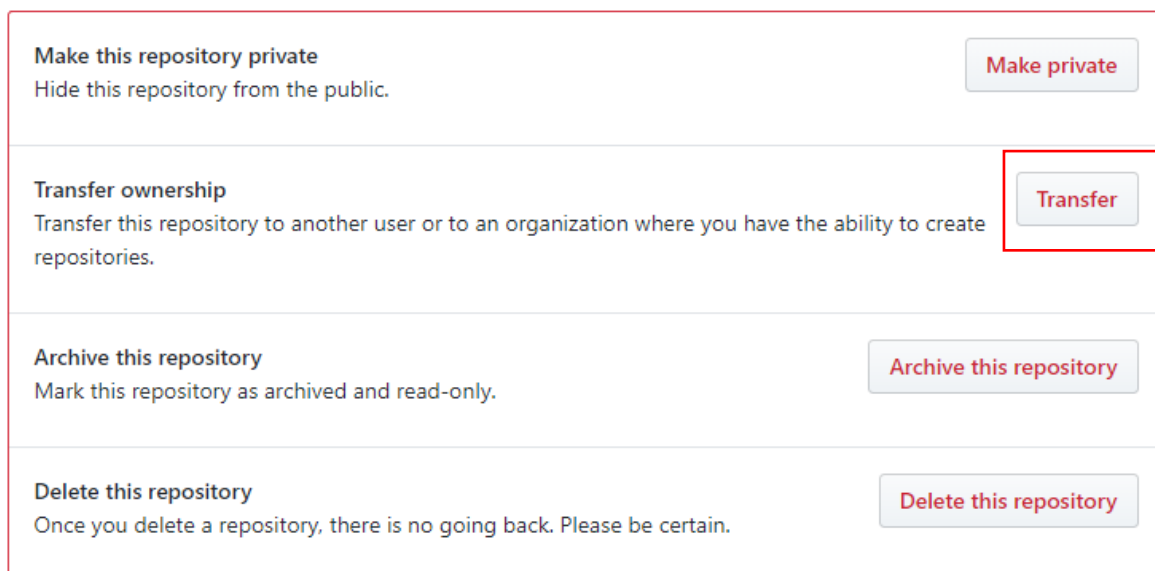 Make this repository private
Hide this repository from the public.
Make private
Transfer ownership
Transfer this repository to another user or to an organization where you have the ability to create
repositories.
Transfer
Archive this repository
Mark this repository as archived and read-only.
Archive this repository
Delete this repository
Once you delete a repository, there is no going back. Please be certain.
Delete this repository